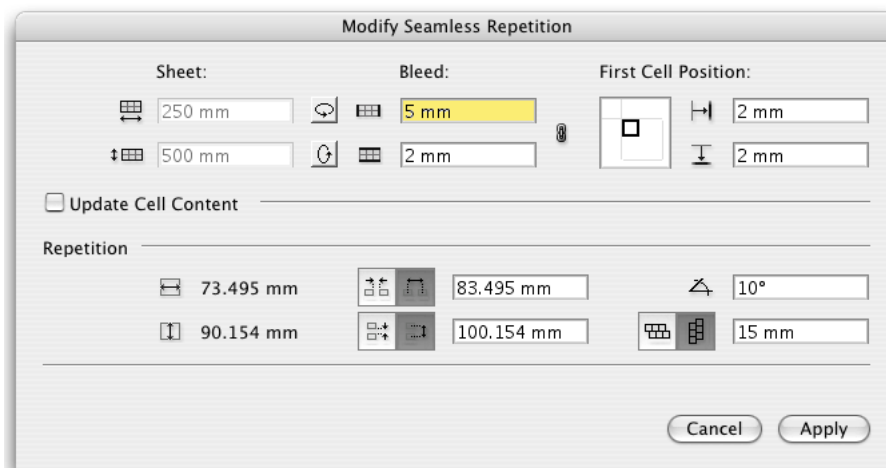 Modify Seamless Repetition
Sheet: Bleed: First Cell Position:
250 mm 5 mm 2 mm
500 mm 2 mm 2 mm
Update Cell Content
Repetition
73.495 mm 83.495 mm 10°
90.154 mm 100.154 mm 15 mm
Cancel Apply